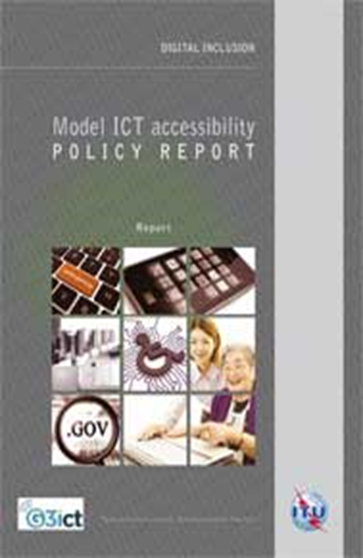 DIGITAL INCLUSION
Model ICT accessibility
POLICY REPORT
Report
.GOV
G3ict
ITU